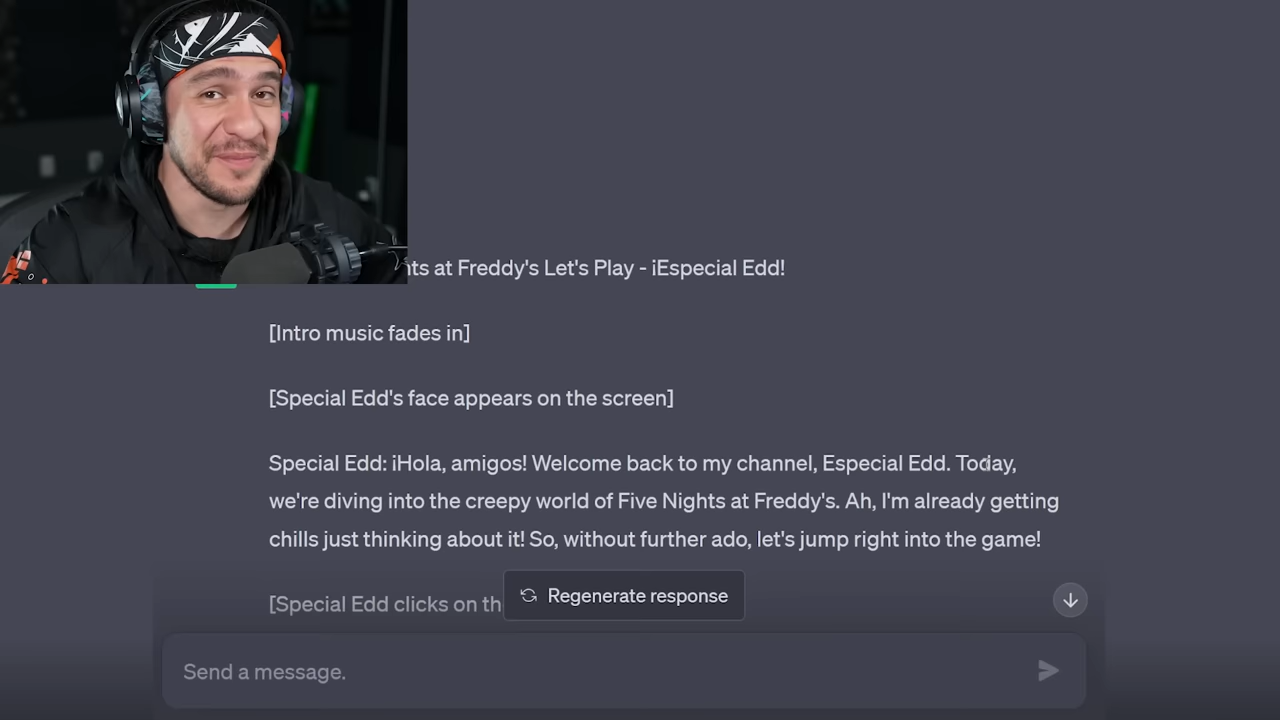 ts at Freddy's Let's Play - ¡Especial Edd!
[Intro music fades in]
[Special Edd's face appears on the screen]
Special Edd: ¡Hola, amigos! Welcome back to my channel, Especial Edd. Today,
we're diving into the creepy world of Five Nights at Freddy's. Ah, I'm already getting
chills just thinking about it! So, without further ado, let's jump right into the game!
[Special Edd clicks on th
Regenerate response
Send a message.